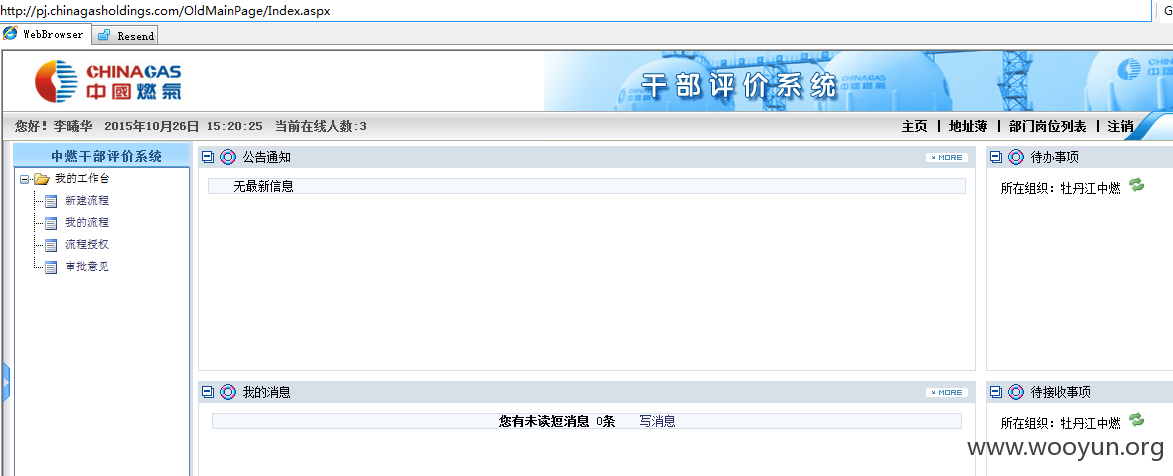 http://pj.chinagasholdings.com/OldMainPage/Index.aspx G
WebBrowser Resend
CHINAGAS
中國燃氣
干部评价系统
CHINAGAS
中國燃氣
您好! 李曦华 2015年10月26日 15:20:25 当前在线人数:3
主页 | 地址薄 | 部门岗位列表 | 注销
中燃干部评价系统
我的工作台
新建流程
我的流程
流程授权
审批意见
公告通知 MORE
无最新信息
待办事项
所在组织: 牡丹江中燃
我的消息 MORE
您有未读短消息 0条 写消息
待接收事项
所在组织: 牡丹江中燃
www.wooyun.org